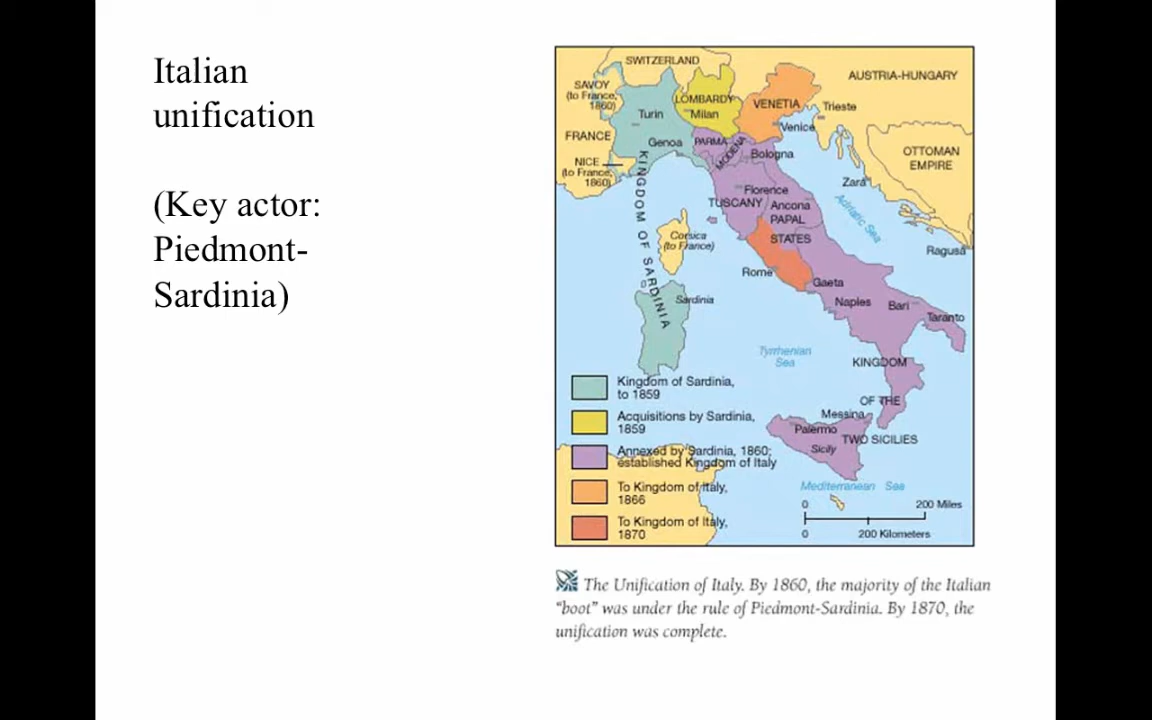 Italian
unification
(Key actor:
Piedmont-
Sardinia)
SWITZERLAND
AUSTRIA-HUNGARY
SAVOY
(to France,
1860)
LOMBARDY
Milan
VENETIA
Trieste
Turin
Venice
FRANCE
Genoa
PARMA
MODENA
Bologna
OTTOMAN
EMPIRE
NICE
(to France,
1860)
KINGDOM OF SARDINIA
Zara
Florence
TUSCANY
Ancona
PAPAL
STATES
Adriatic Sea
Corsica
(to France)
Ragusa
Rome
Gaeta
Sardinia
Naples
Bari
Taranto
Tyrrhenian
Sea
KINGDOM
OF THE
TWO SICILIES
Messina
Palermo
Sicily
Mediterranean Sea
Kingdom of Sardinia,
to 1859
Acquisitions by Sardinia,
1859
Annexed by Sardinia, 1860;
established Kingdom of Italy
To Kingdom of Italy,
1866
To Kingdom of Italy,
1870
0 200 Miles
0 200 Kilometers
The Unification of Italy. By 1860, the majority of the Italian
"boot" was under the rule of Piedmont-Sardinia. By 1870, the
unification was complete.